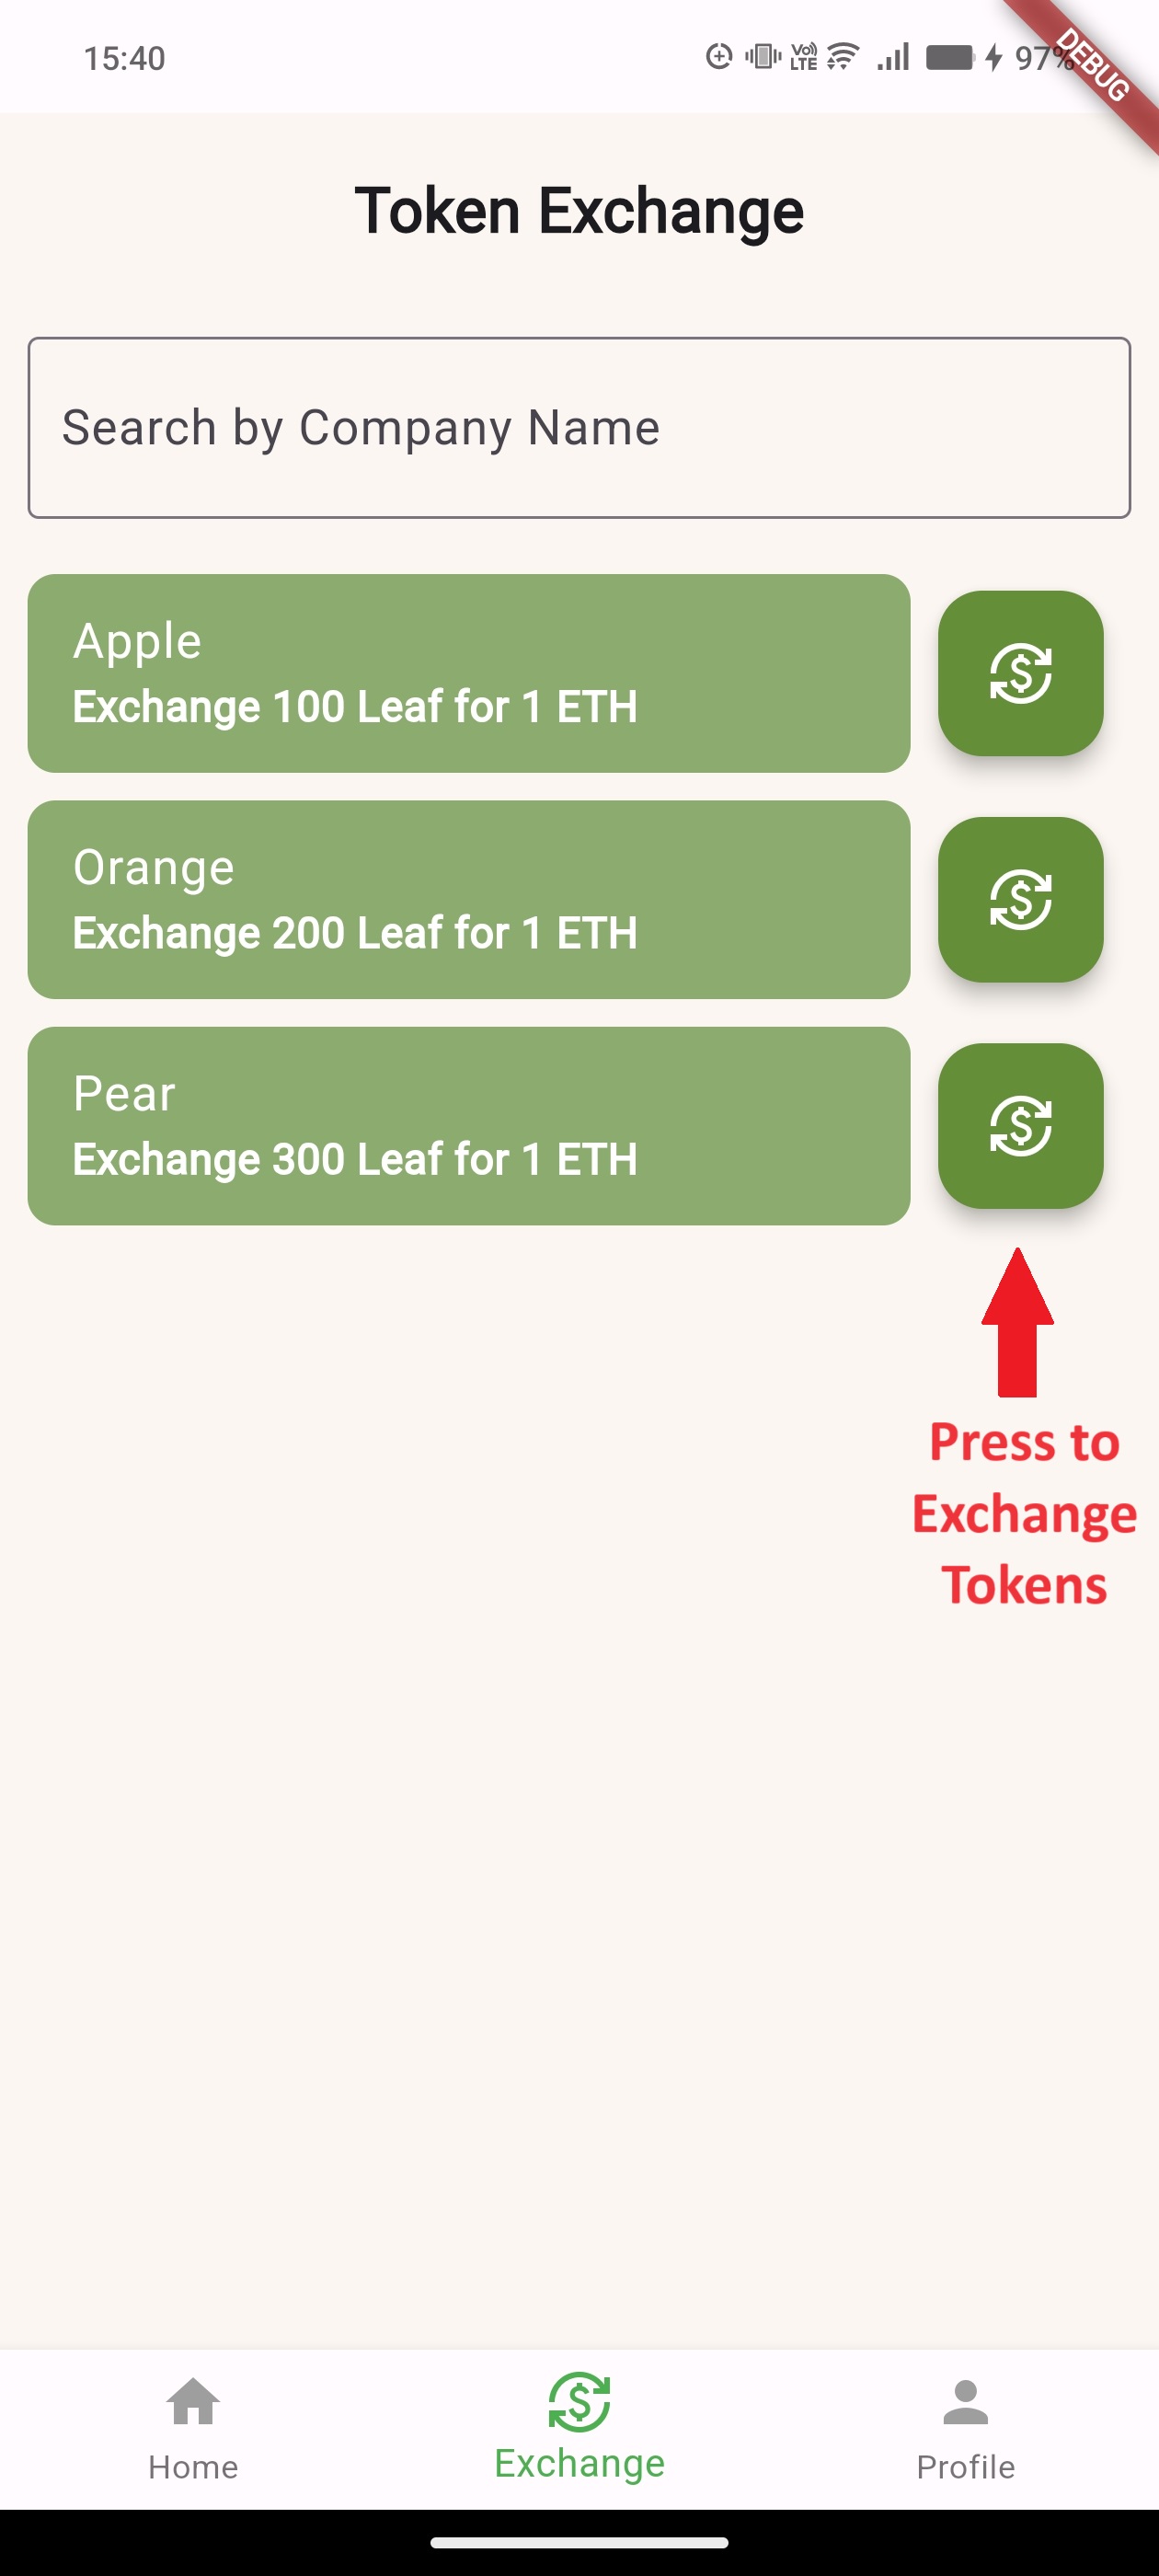 15:40
Vo)
LTE
97%
DEBUG
Token Exchange
Search by Company Name
Apple
Exchange 100 Leaf for 1 ETH
Orange
Exchange 200 Leaf for 1 ETH
Pear
Exchange 300 Leaf for 1 ETH
Press to
Exchange
Tokens
Home
Exchange
Profile